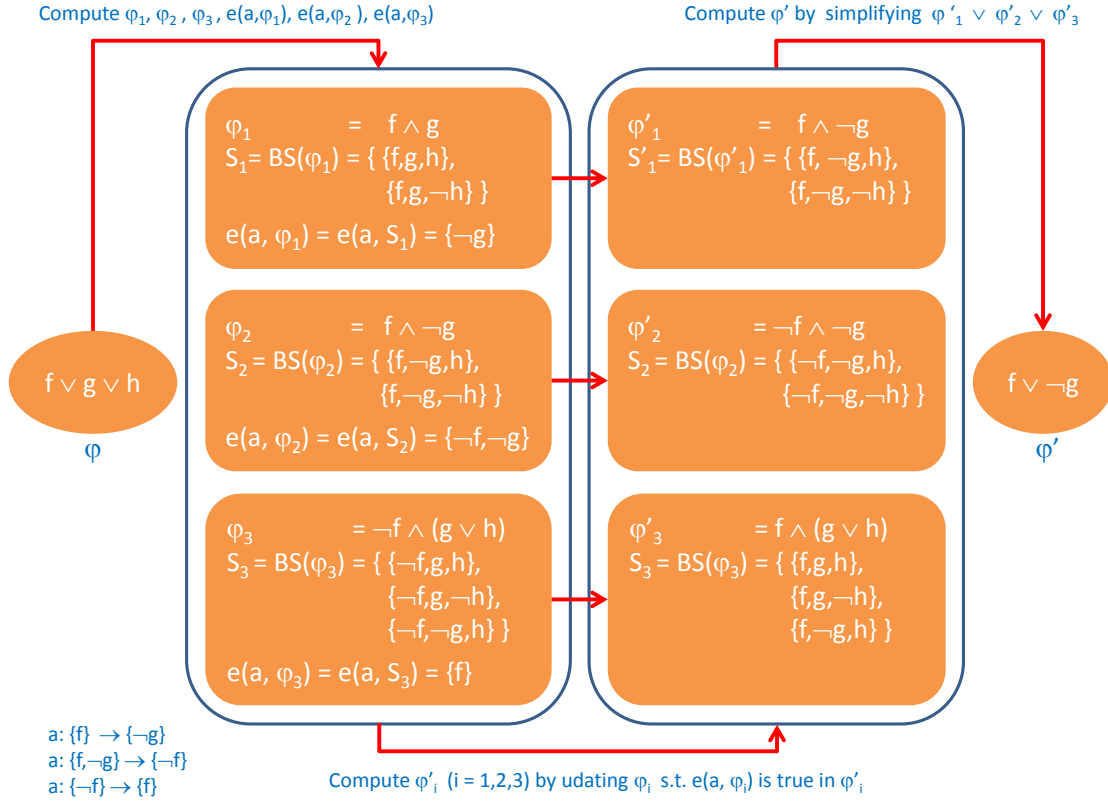 Compute φ₁, φ₂ , φ₃ , e(a,φ₁), e(a,φ₂ ), e(a,φ₃)
Compute φ’ by simplifying φ ‘₁ ∨ φ’₂ ∨ φ’₃
φ₁ = f ∧ g
S₁= BS(φ₁) = { {f,g,h},
{f,g,¬h} }
e(a, φ₁) = e(a, S₁) = {¬g}
φ’₁ = f ∧ ¬g
S’₁= BS(φ’₁) = { {f, ¬g,h},
{f,¬g,¬h} }
φ₂ = f ∧ ¬g
S₂ = BS(φ₂) = { {f,¬g,h},
{f,¬g,¬h} }
e(a, φ₂) = e(a, S₂) = {¬f,¬g}
φ’₂ = ¬f ∧ ¬g
S₂ = BS(φ₂) = { {¬f,¬g,h},
{¬f,¬g,¬h} }
f ∨ g ∨ h
φ
f ∨ ¬g
φ’
φ₃ = ¬f ∧ (g ∨ h)
S₃ = BS(φ₃) = { {¬f,g,h},
{¬f,g,¬h},
{¬f,¬g,h} }
e(a, φ₃) = e(a, S₃) = {f}
φ’₃ = f ∧ (g ∨ h)
S₃ = BS(φ₃) = { {f,g,h},
{f,g,¬h},
{f,¬g,h} }
a: {f} → {¬g}
a: {f,¬g} → {¬f}
a: {¬f} → {f}
Compute φ’ᵢ (i = 1,2,3) by udating φᵢ s.t. e(a, φᵢ) is true in φ’ᵢ